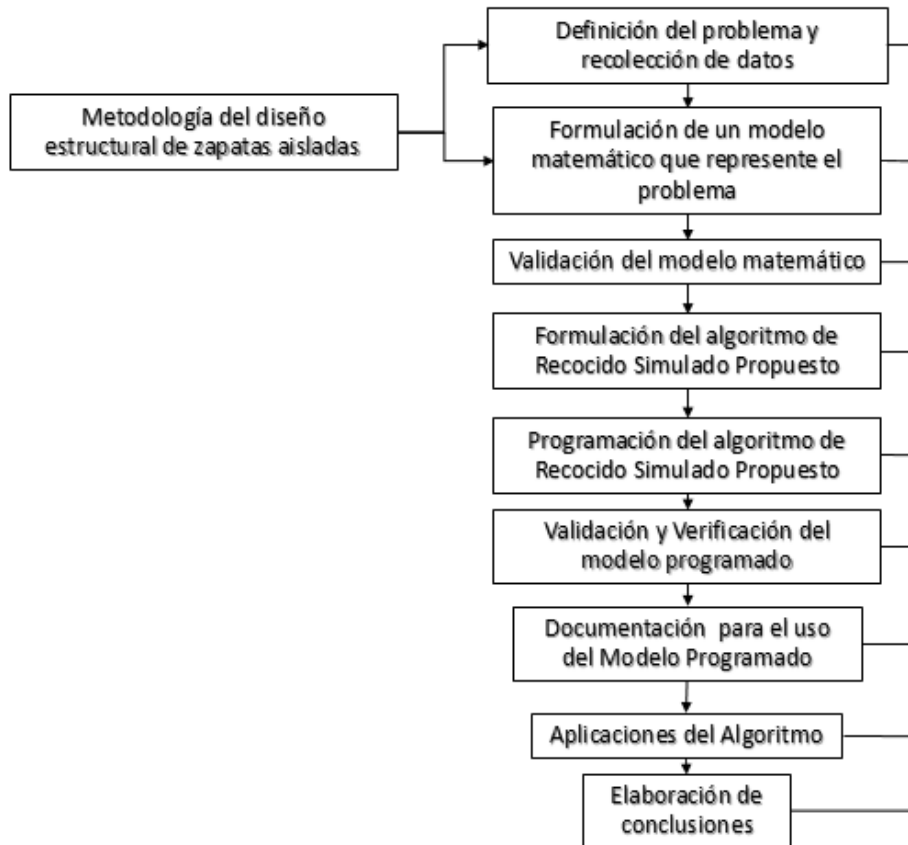 Definición del problema y
recolección de datos
Metodología del diseño
estructural de zapatas aisladas
Formulación de un modelo
matemático que represente el
problema
Validación del modelo matemático
Formulación del algoritmo de
Recocido Simulado Propuesto
Programación del algoritmo de
Recocido Simulado Propuesto
Validación y Verificación del
modelo programado
Documentación para el uso
del Modelo Programado
Aplicaciones del Algoritmo
Elaboración de
conclusiones